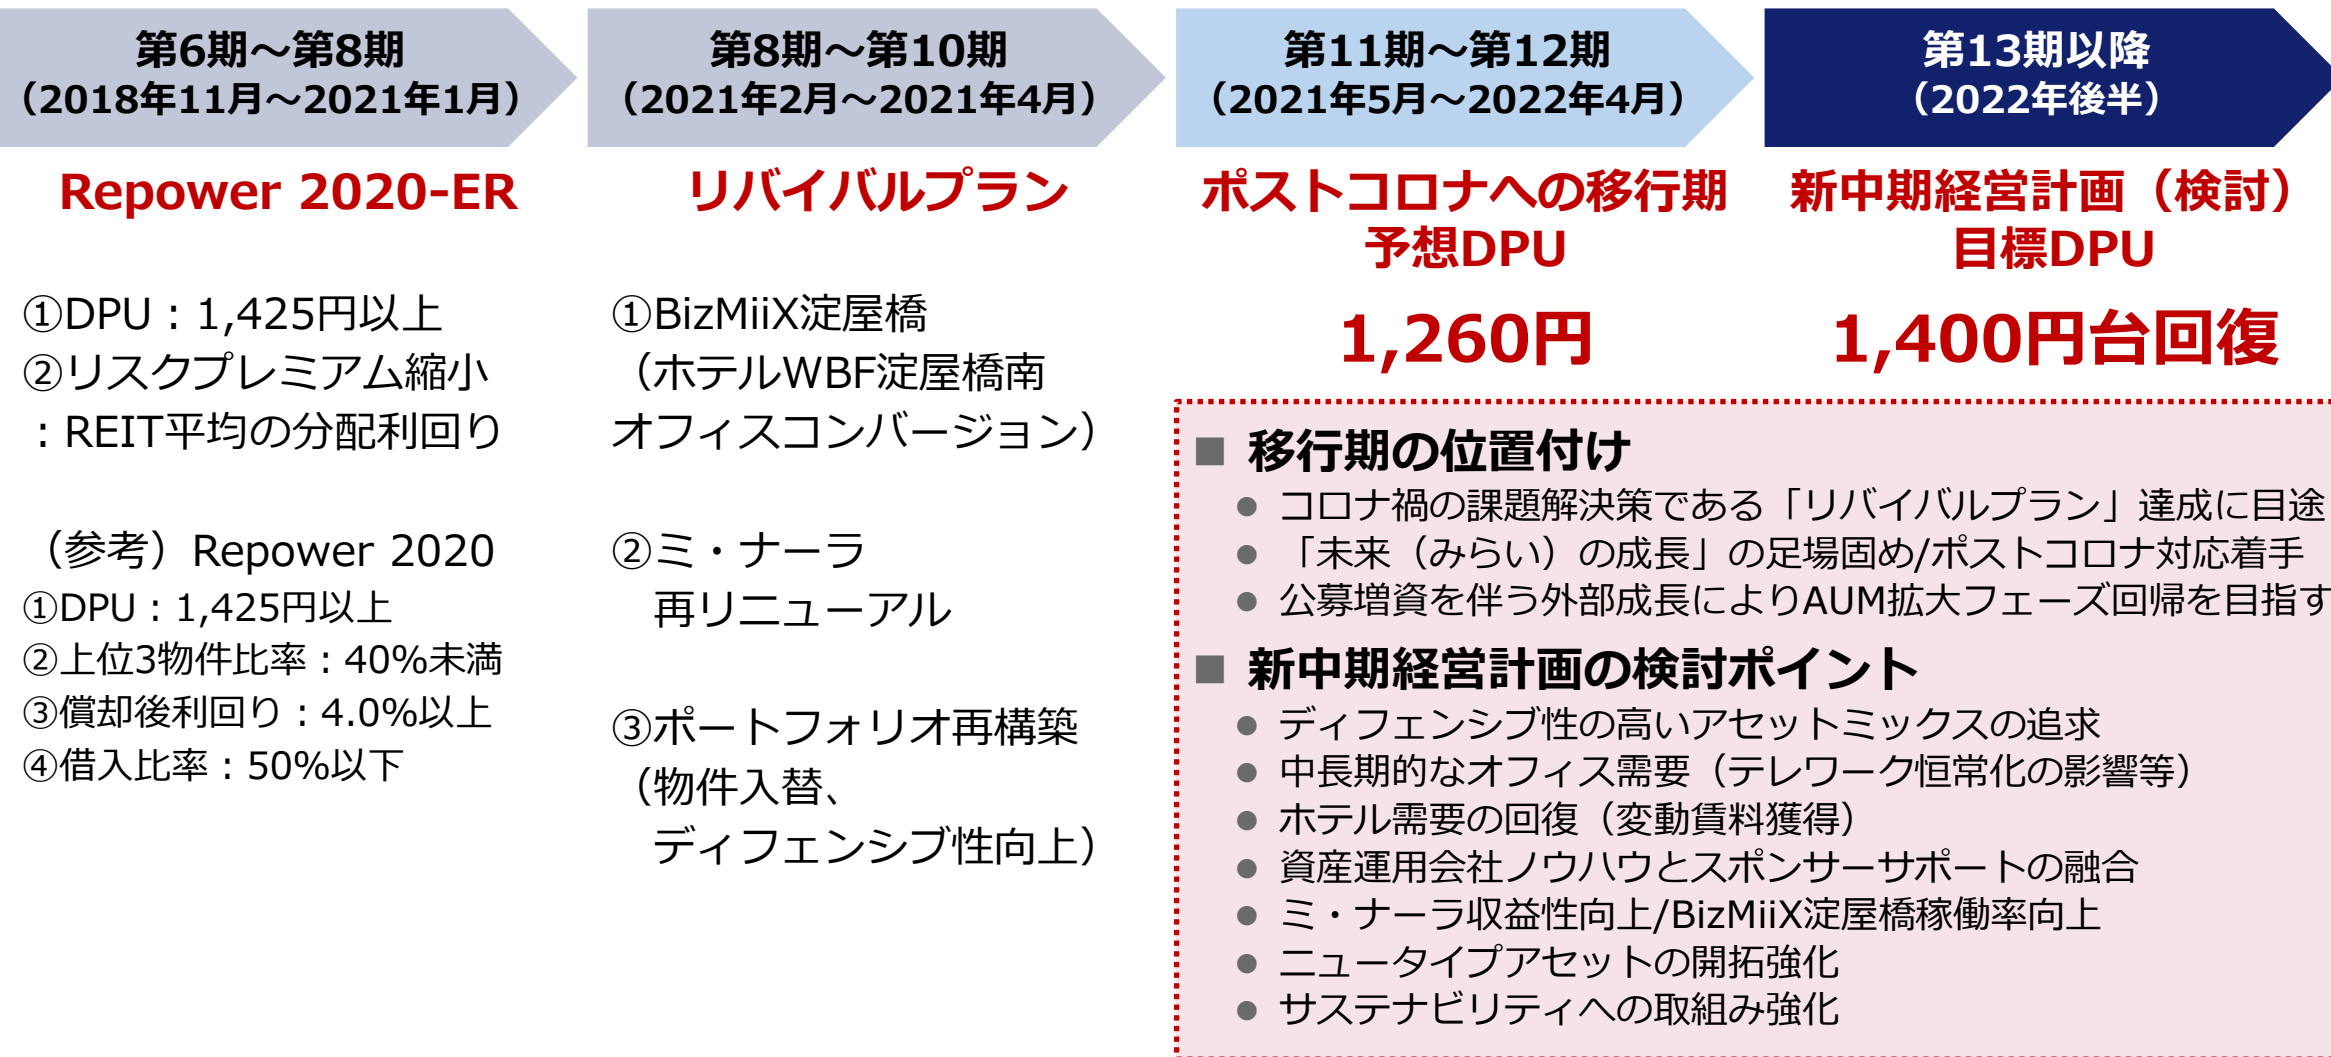 第6期～第8期
（2018年11月～2021年1月）
Repower 2020-ER
①DPU：1,425円以上
②リスクプレミアム縮小
：REIT平均の分配利回り
（参考）Repower 2020
①DPU：1,425円以上
②上位3物件比率：40%未満
③償却後利回り：4.0%以上
④借入比率：50%以下
第8期～第10期
（2021年2月～2021年4月）
リバイバルプラン
①BizMiiX淀屋橋
（ホテルWBF淀屋橋南
オフィスコンバージョン）
②ミ・ナーラ
再リニューアル
③ポートフォリオ再構築
（物件入替、
ディフェンシブ性向上）
第11期～第12期
（2021年5月～2022年4月）
ポストコロナへの移行期
予想DPU
1,260円
第13期以降
（2022年後半）
新中期経営計画（検討）
目標DPU
1,400円台回復
■ 移行期の位置付け
● コロナ禍の課題解決策である「リバイバルプラン」達成に目途
● 「未来（みらい）の成長」の足場固め/ポストコロナ対応着手
● 公募増資を伴う外部成長によりAUM拡大フェーズ回帰を目指す
■ 新中期経営計画の検討ポイント
● ディフェンシブ性の高いアセットミックスの追求
● 中長期的なオフィス需要（テレワーク恒常化の影響等）
● ホテル需要の回復（変動賃料獲得）
● 資産運用会社ノウハウとスポンサーサポートの融合
● ミ・ナーラ収益性向上/BizMiiX淀屋橋稼働率向上
● ニュータイプアセットの開拓強化
● サステナビリティへの取組み強化